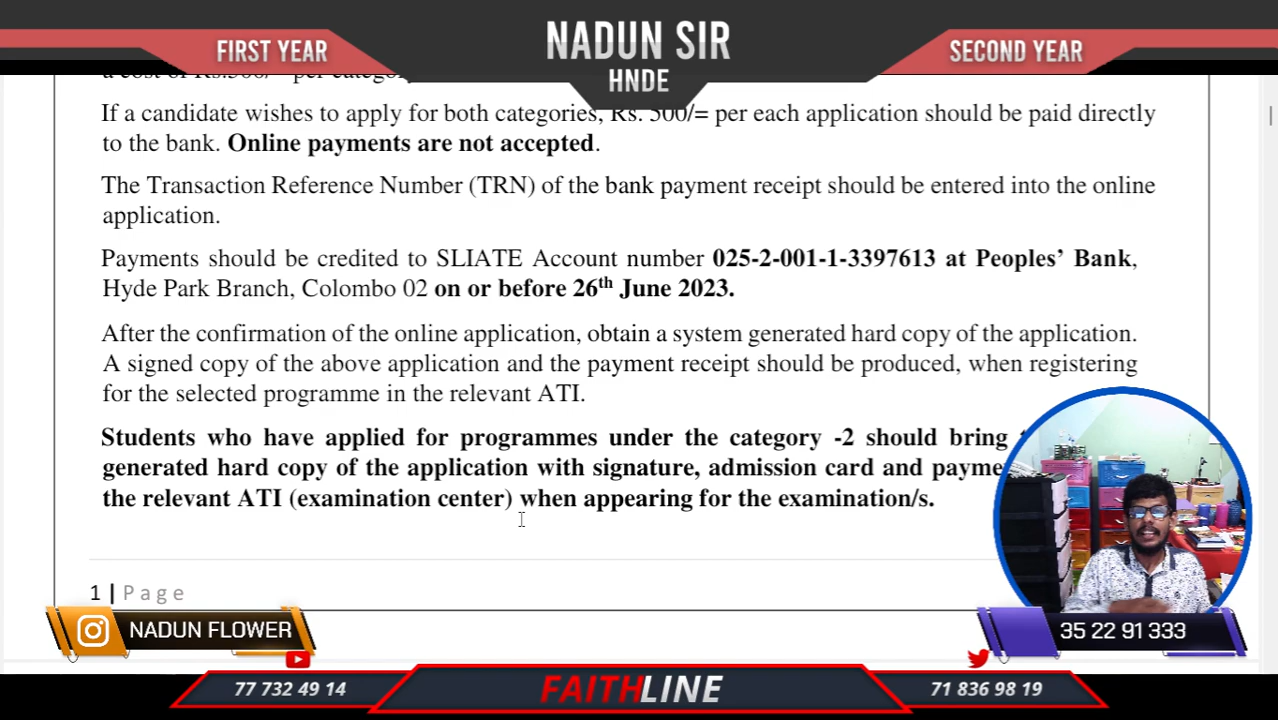 NADUN SIR
FIRST YEAR
SECOND YEAR
HNDE
a cost of Rs.500/= per category
If a candidate wishes to apply for both categories, Rs. 500/= per each application should be paid directly
to the bank. Online payments are not accepted.
The Transaction Reference Number (TRN) of the bank payment receipt should be entered into the online
application.
Payments should be credited to SLIATE Account number 025-2-001-1-3397613 at Peoples’ Bank,
Hyde Park Branch, Colombo 02 on or before 26th June 2023.
After the confirmation of the online application, obtain a system generated hard copy of the application.
A signed copy of the above application and the payment receipt should be produced, when registering
for the selected programme in the relevant ATI.
Students who have applied for programmes under the category -2 should bring
generated hard copy of the application with signature, admission card and
the relevant ATI (examination center) when appearing for the examination/s.
1 | Page
NADUN FLOWER
35 22 91 333
77 732 49 14
FAITHLINE
71 836 98 19